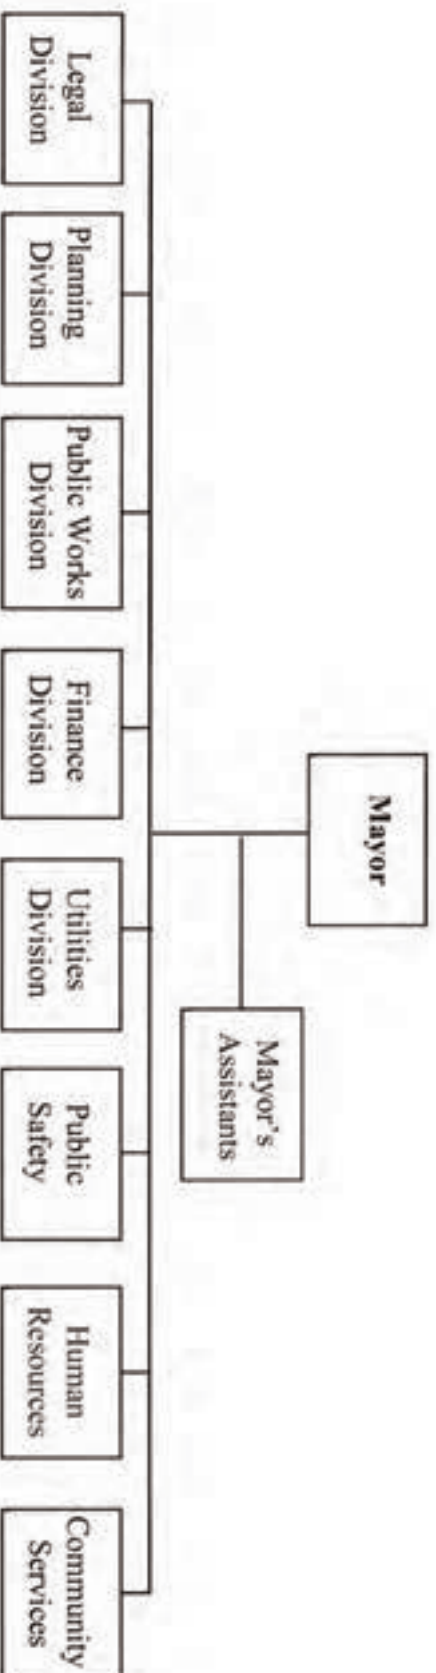 Mayor
Mayor's
Assistants
Legal
Division
Planning
Division
Public Works
Division
Finance
Division
Utilities
Division
Public
Safety
Human
Resources
Community
Services